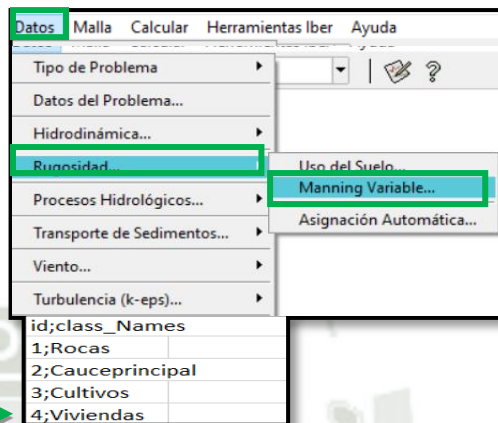 Datos Malla Calcular Herramientas Iber Ayuda
Tipo de Problema
Datos del Problema...
Hidrodinámica...
Rugosidad...
Uso del Suelo...
Manning Variable...
Procesos Hidrológicos...
Asignación Automática...
Transporte de Sedimentos...
Viento...
Turbulencia (k-eps)...
id;class_Names
1;Rocas
2;Cauceprincipal
3;Cultivos
4;Viviendas